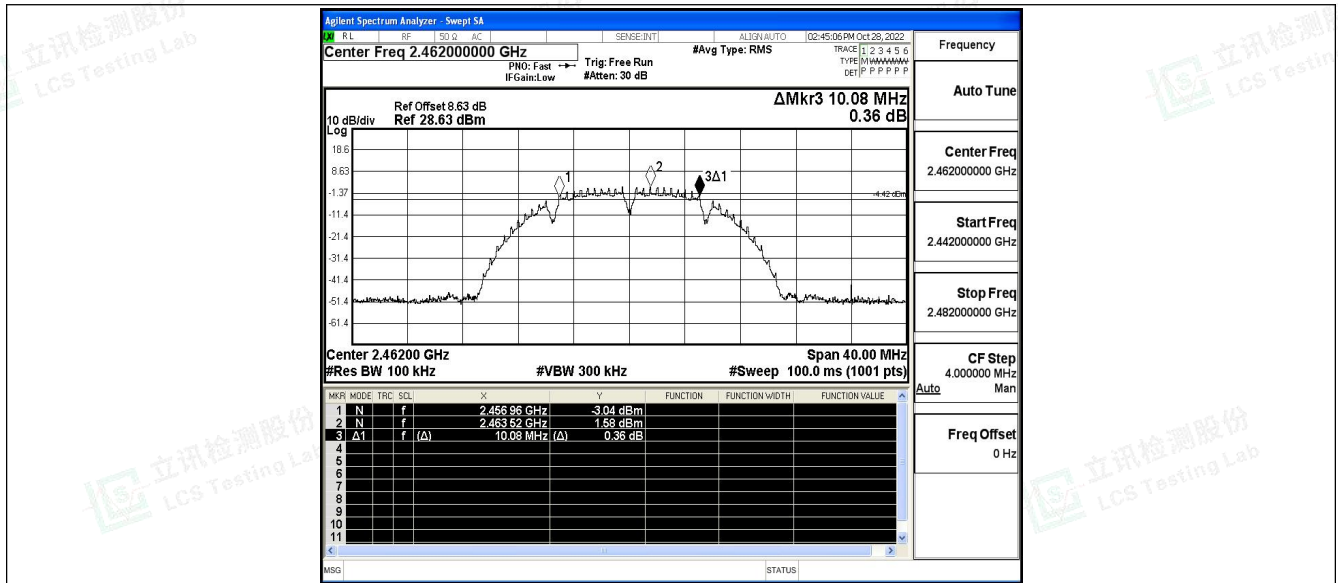 Agilent Spectrum Analyzer - Swept SA
RL RF 50 Ω AC SENSE:INT ALIGN AUTO 02:45:06 PM Oct 28, 2022
Center Freq 2.462000000 GHz
PNO: Fast
IFGain:Low
Trig: Free Run
#Atten: 30 dB
#Avg Type: RMS
TRACE 1 2 3 4 5 6
TYPE M WWWWW
DET P P P P P P
Ref Offset 8.63 dB
Ref 28.63 dBm
10 dB/div
Log
ΔMkr3 10.08 MHz
0.36 dB
18.6
8.63
-1.37
-11.4
-21.4
-31.4
-41.4
-51.4
-61.4
1
2
3Δ1
-4.42 dBm
Center 2.46200 GHz
Span 40.00 MHz
#Res BW 100 kHz
#VBW 300 kHz
#Sweep 100.0 ms (1001 pts)
MKR MODE TRC SCL X Y FUNCTION FUNCTION WIDTH FUNCTION VALUE
1 N f 2.456 96 GHz -3.04 dBm
2 N f 2.463 52 GHz 1.58 dBm
3 Δ1 f (Δ) 10.08 MHz (Δ) 0.36 dB
4
5
6
7
8
9
10
11
MSG
STATUS
Frequency
Auto Tune
Center Freq
2.462000000 GHz
Start Freq
2.442000000 GHz
Stop Freq
2.482000000 GHz
CF Step
4.000000 MHz
Auto Man
Freq Offset
0 Hz
立讯检测股份
LCS Testing Lab
立讯检测
LCS Testin
立讯检测股份
LCS Testing Lab
立讯检测股份
LCS Testing Lab